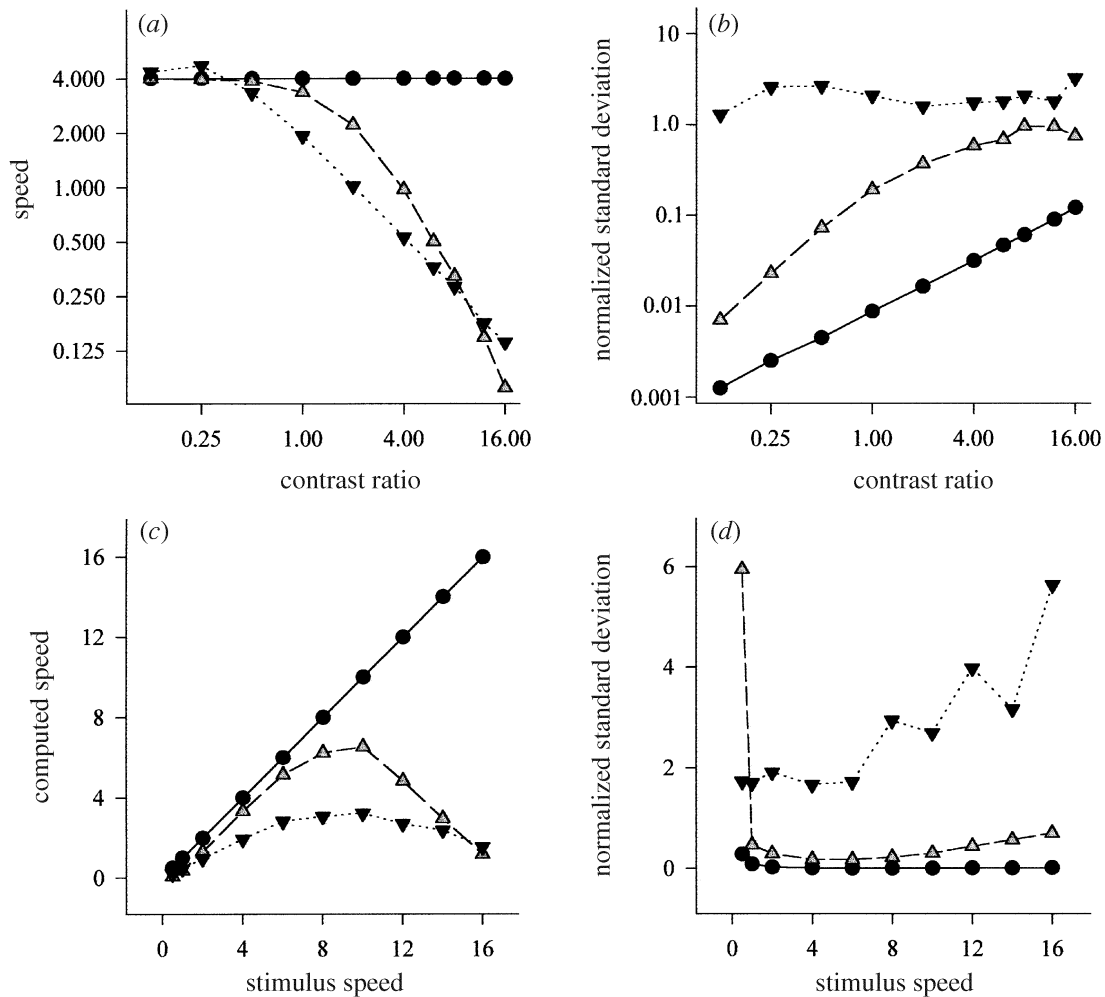 (a)
4.000
2.000
1.000
0.500
0.250
0.125
speed
0.25 1.00 4.00 16.00
contrast ratio
(b)
10
1.0
0.1
0.01
0.001
normalized standard deviation
0.25 1.00 4.00 16.00
contrast ratio
(c)
16
12
8
4
0
computed speed
0 4 8 12 16
stimulus speed
(d)
6
4
2
0
normalized standard deviation
0 4 8 12 16
stimulus speed